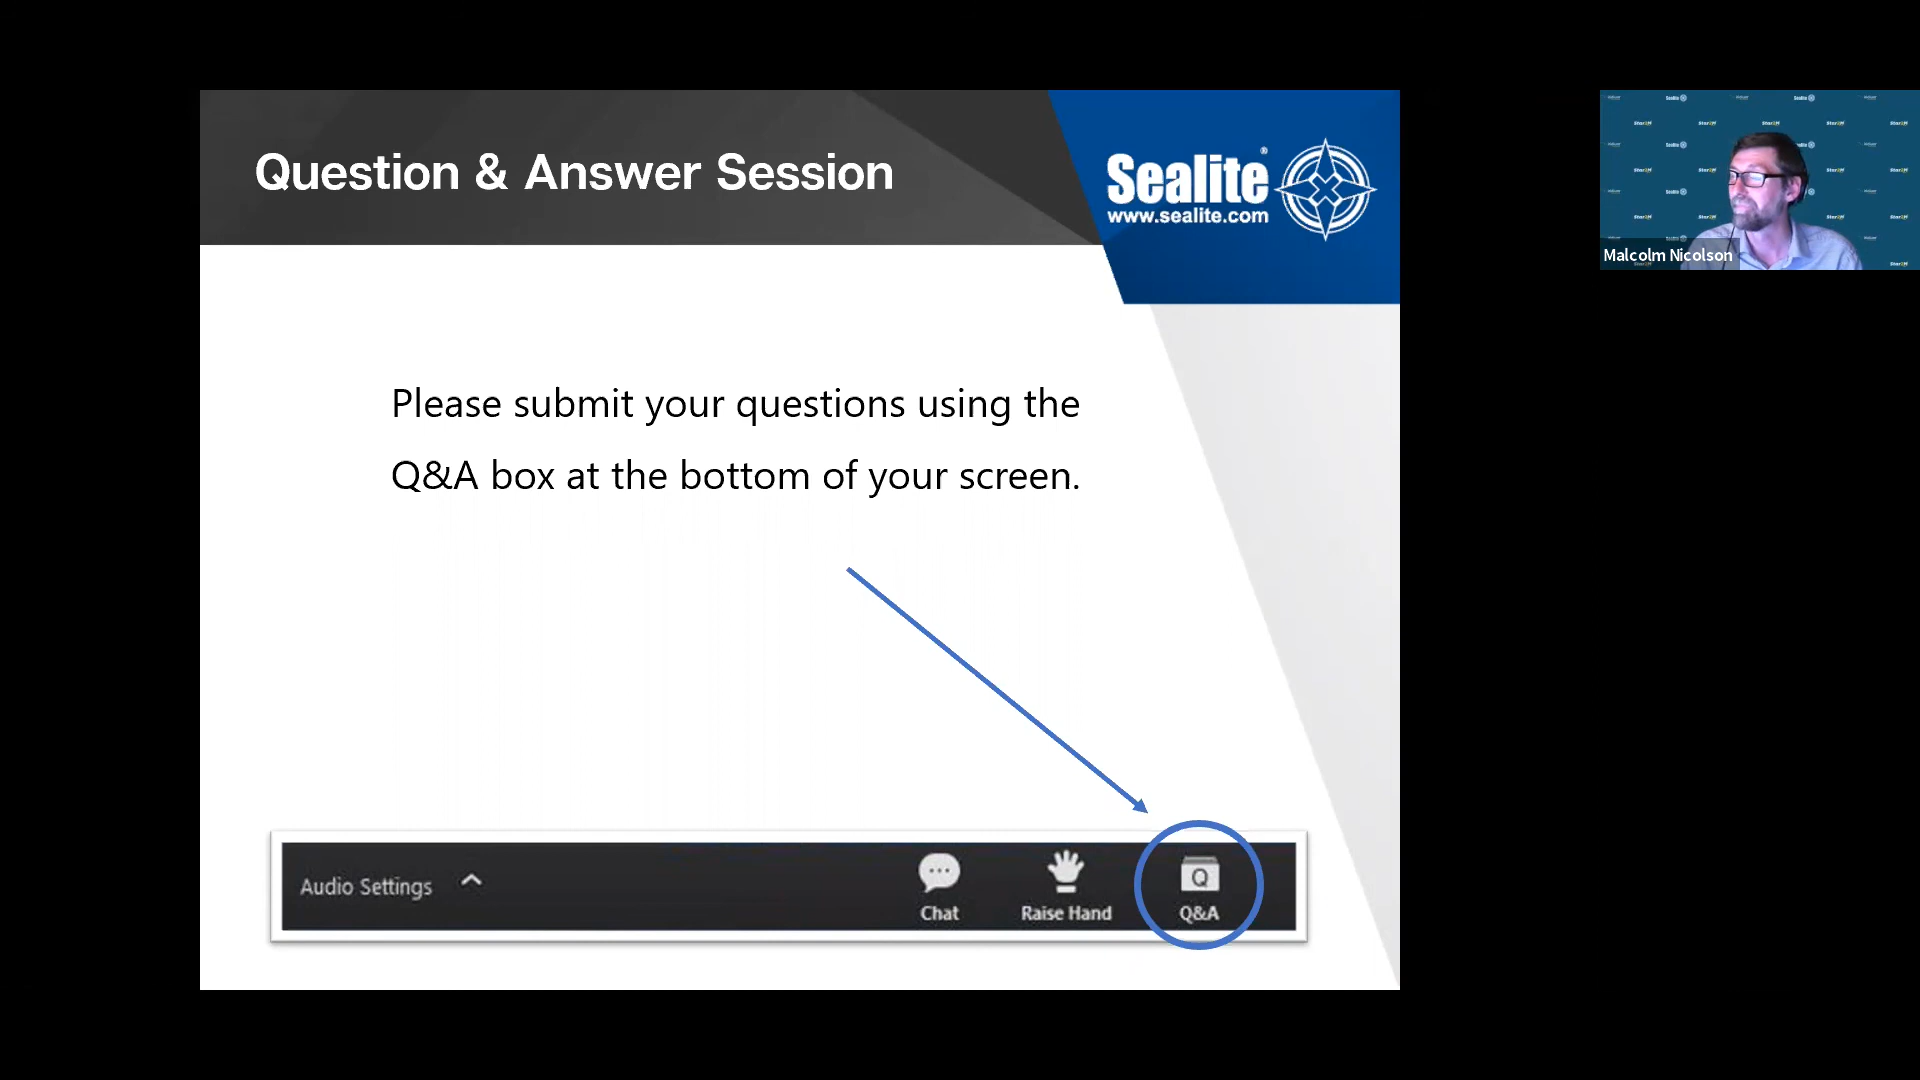 Question & Answer Session
Sealite®
www.sealite.com
Please submit your questions using the
Q&A box at the bottom of your screen.
Audio Settings
Chat
Raise Hand
Q
Q&A
Malcolm Nicolson